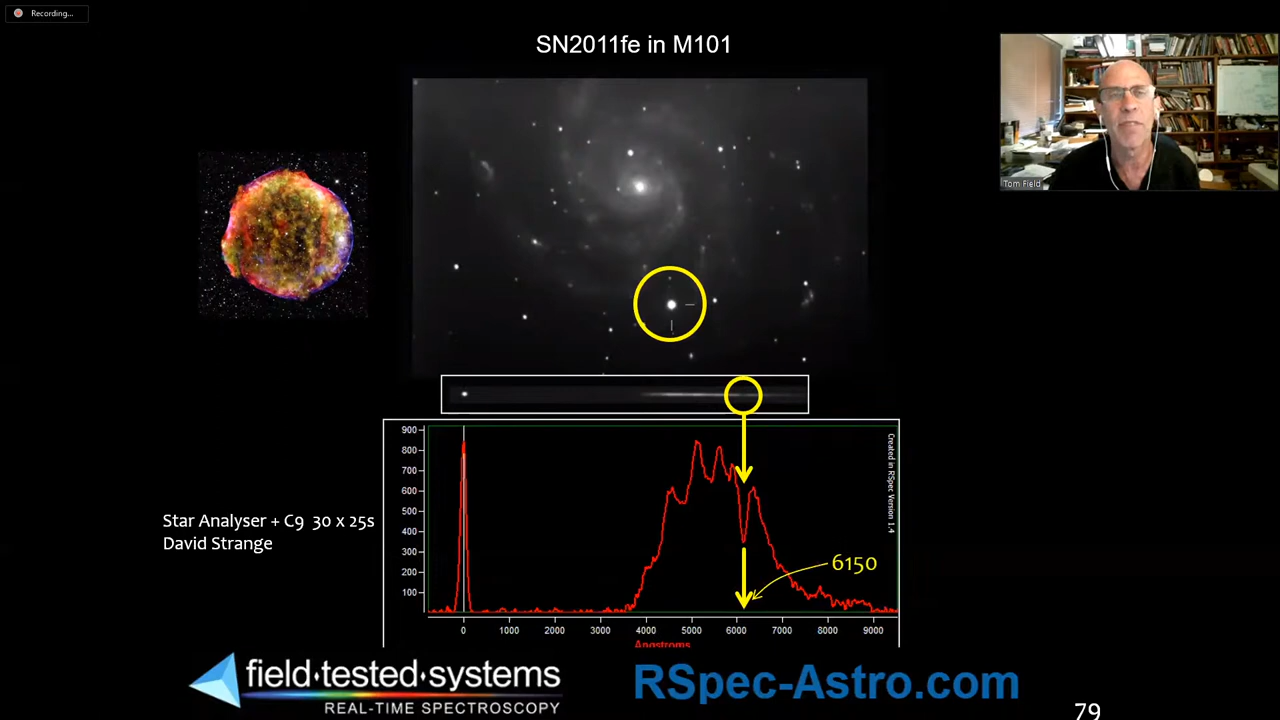 Recording...
SN2011fe in M101
Tom Field
Star Analyser + C9 30 x 25s
David Strange
900
800
700
600
500
400
300
200
100
Created in RSpec Version 1.4
6150
0 1000 2000 3000 4000 5000 6000 7000 8000 9000
Angstroms
field·tested·systems
REAL-TIME SPECTROSCOPY
RSpec-Astro.com
79